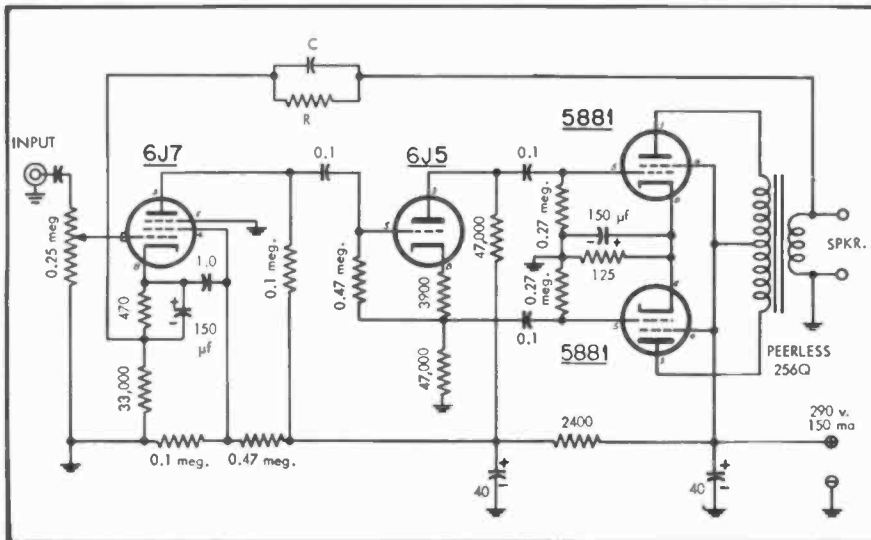 C
R
INPUT
6J7
6J5
5881
0.1
0.1
0.25 meg.
470
1.0
150
µf
33,000
0.1 meg.
0.47 meg.
3900
47,000
47,000
0.27
meg.
150 µf
125
0.27
meg.
0.1
5881
SPKR.
PEERLESS
256Q
0.1 meg.
0.47 meg.
2400
290 v.
150 ma
40
40